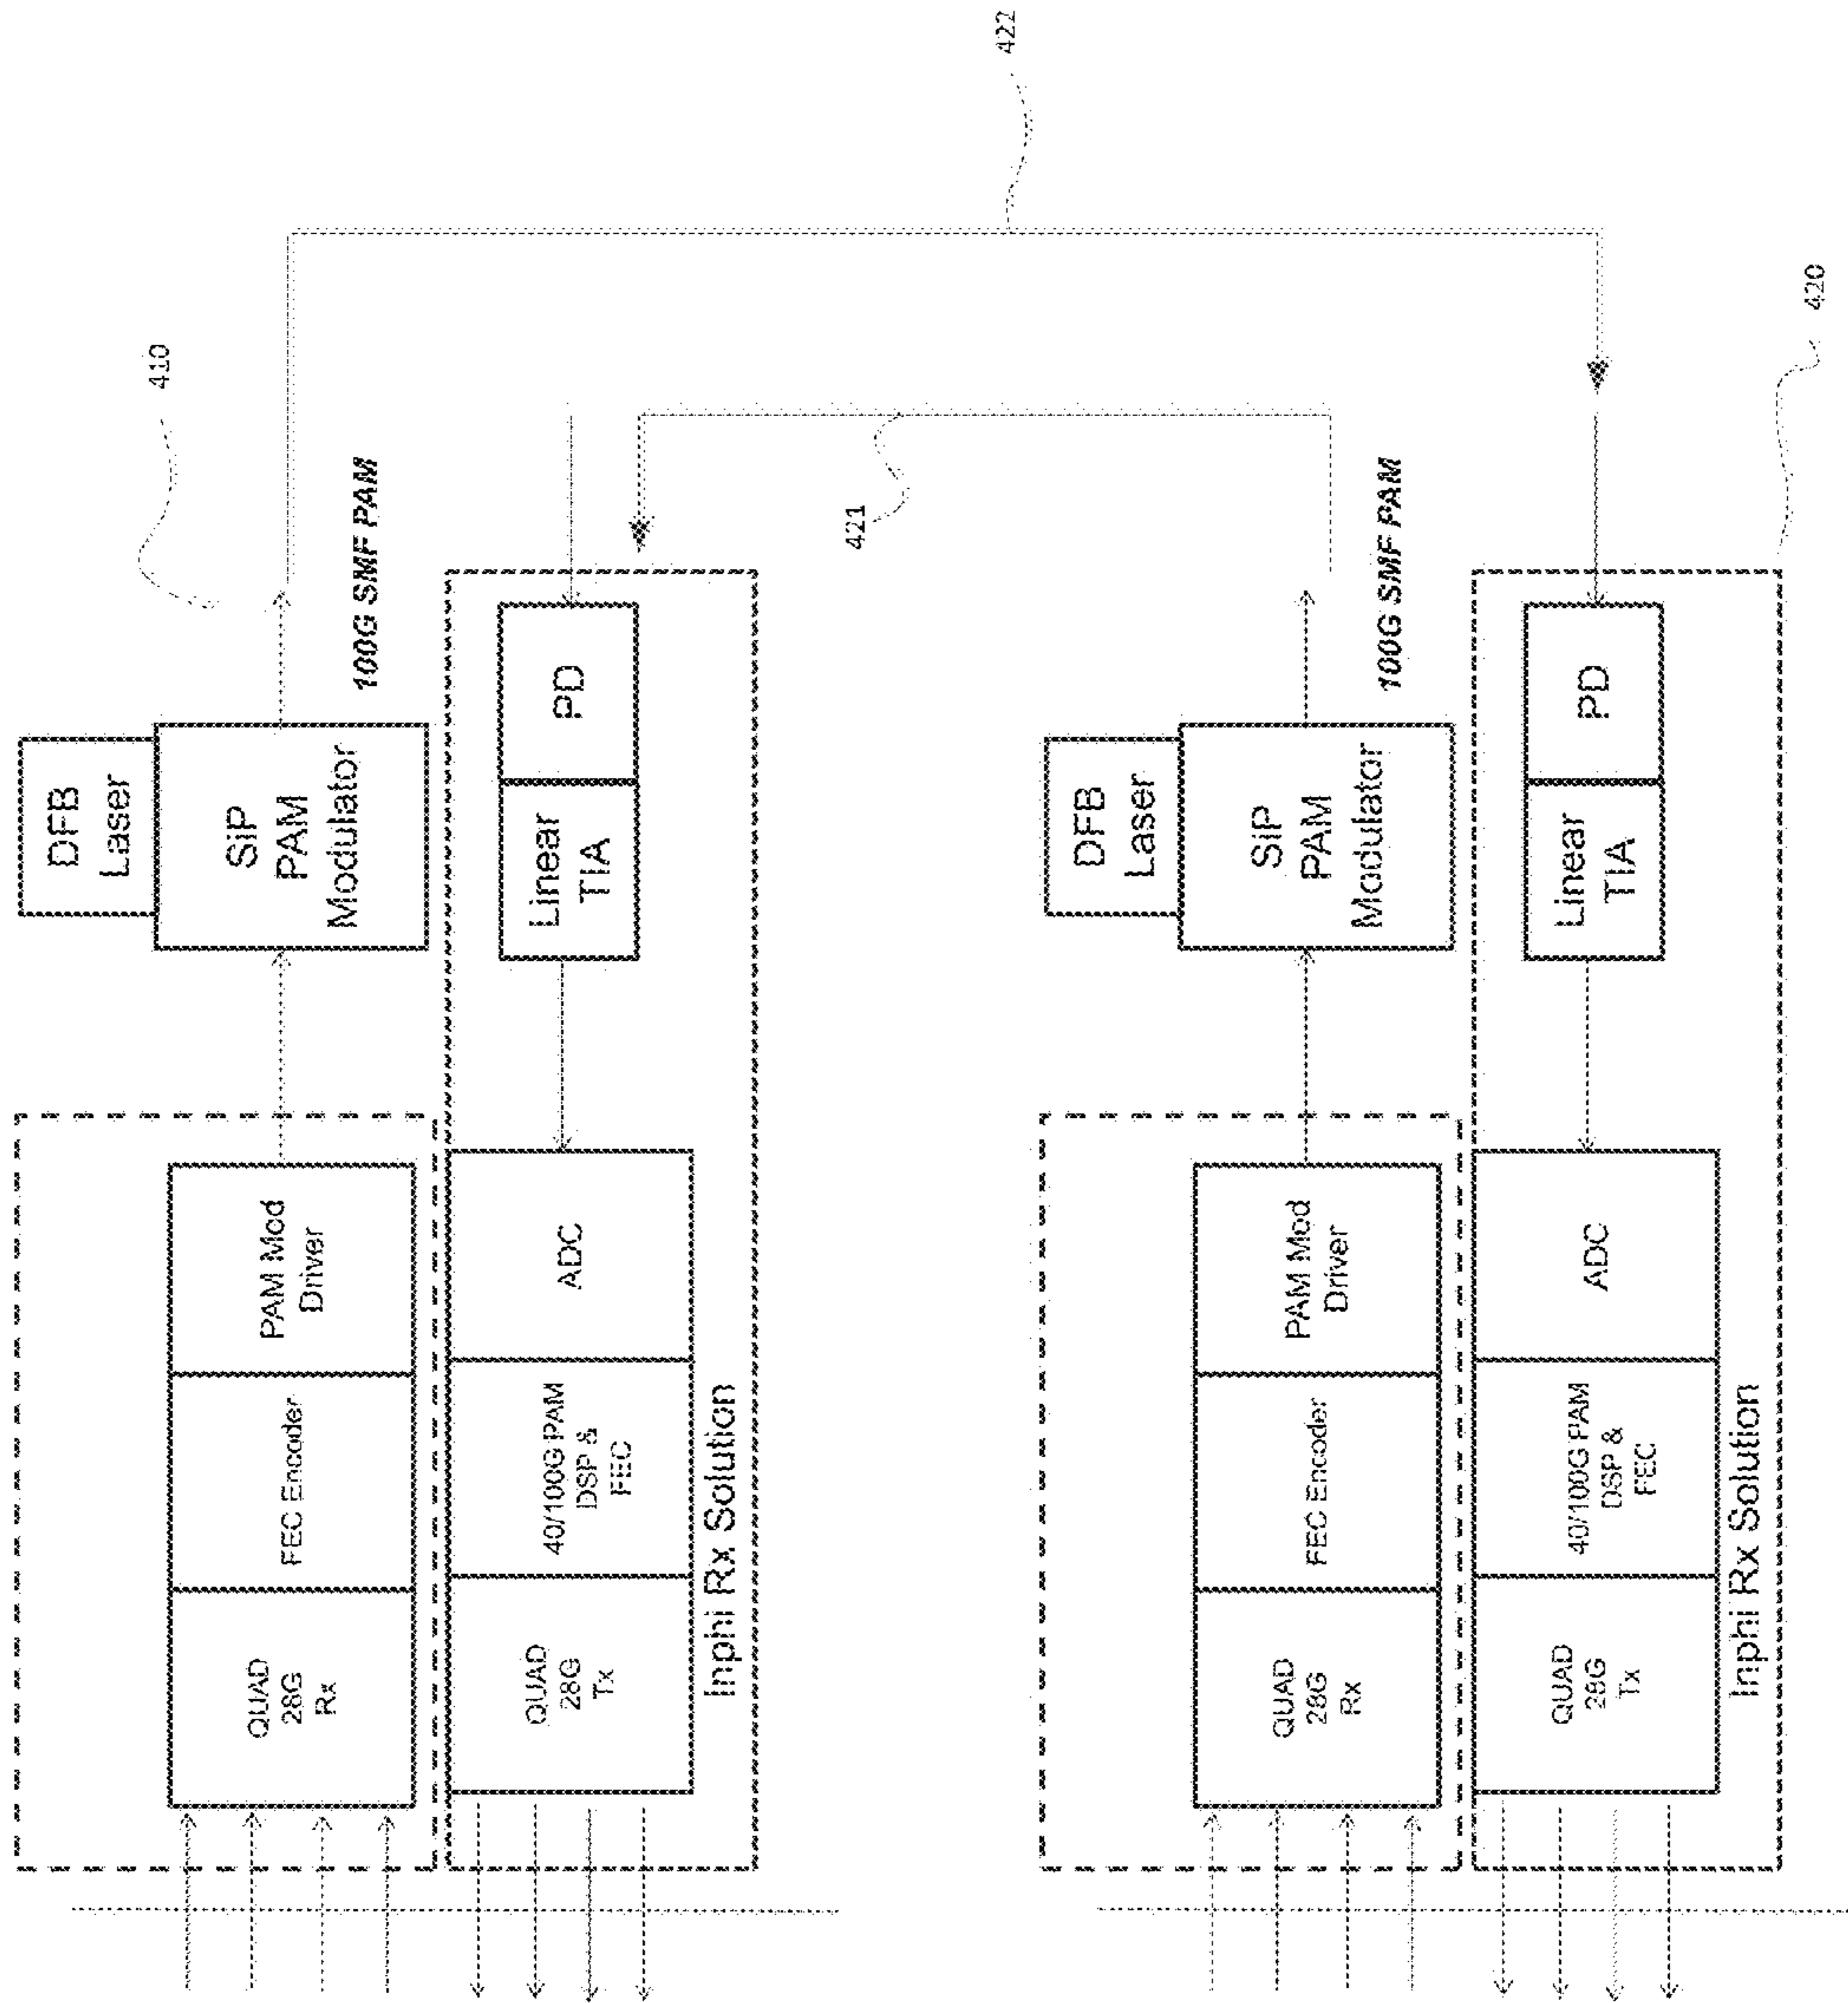 410
422
DFB
Laser
SiP
PAM
Modulator
100G SMF PAM
PAM Mod
Driver
FEC Encoder
QUAD
28G
Rx
PD
Linear
TIA
ADC
40/100G PAM
DSP &
FEC
QUAD
28G
Tx
Inphi Rx Solution
421
DFB
Laser
SiP
PAM
Modulator
100G SMF PAM
PAM Mod
Driver
FEC Encoder
QUAD
28G
Rx
PD
Linear
TIA
ADC
40/100G PAM
DSP &
FEC
QUAD
28G
Tx
Inphi Rx Solution
420